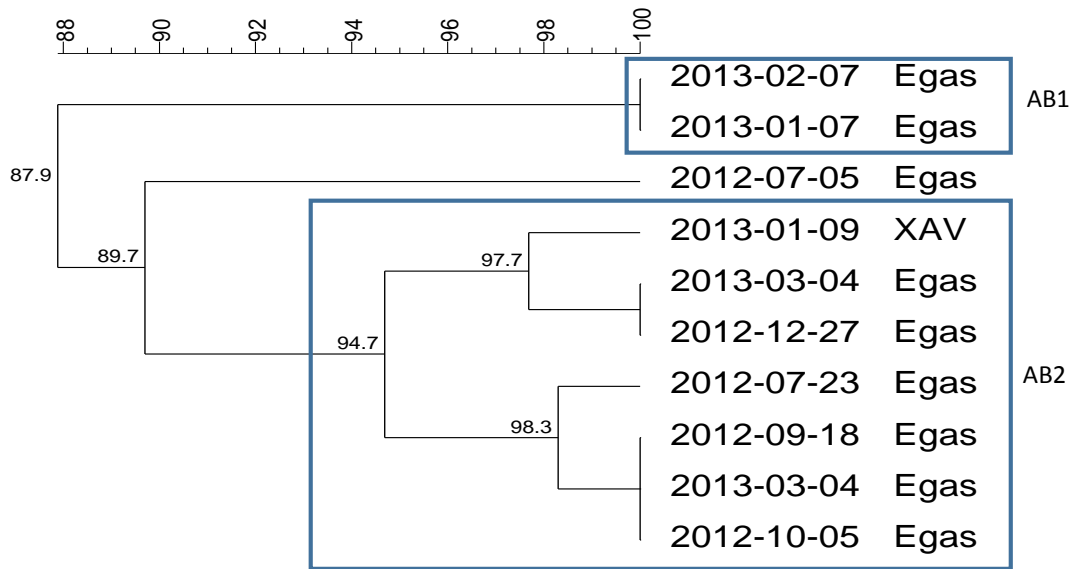 88 90 92 94 96 98 100
2013-02-07 Egas
AB1
2013-01-07 Egas
87.9
2012-07-05 Egas
2013-01-09 XAV
89.7
97.7
2013-03-04 Egas
2012-12-27 Egas
94.7
2012-07-23 Egas
AB2
98.3
2012-09-18 Egas
2013-03-04 Egas
2012-10-05 Egas